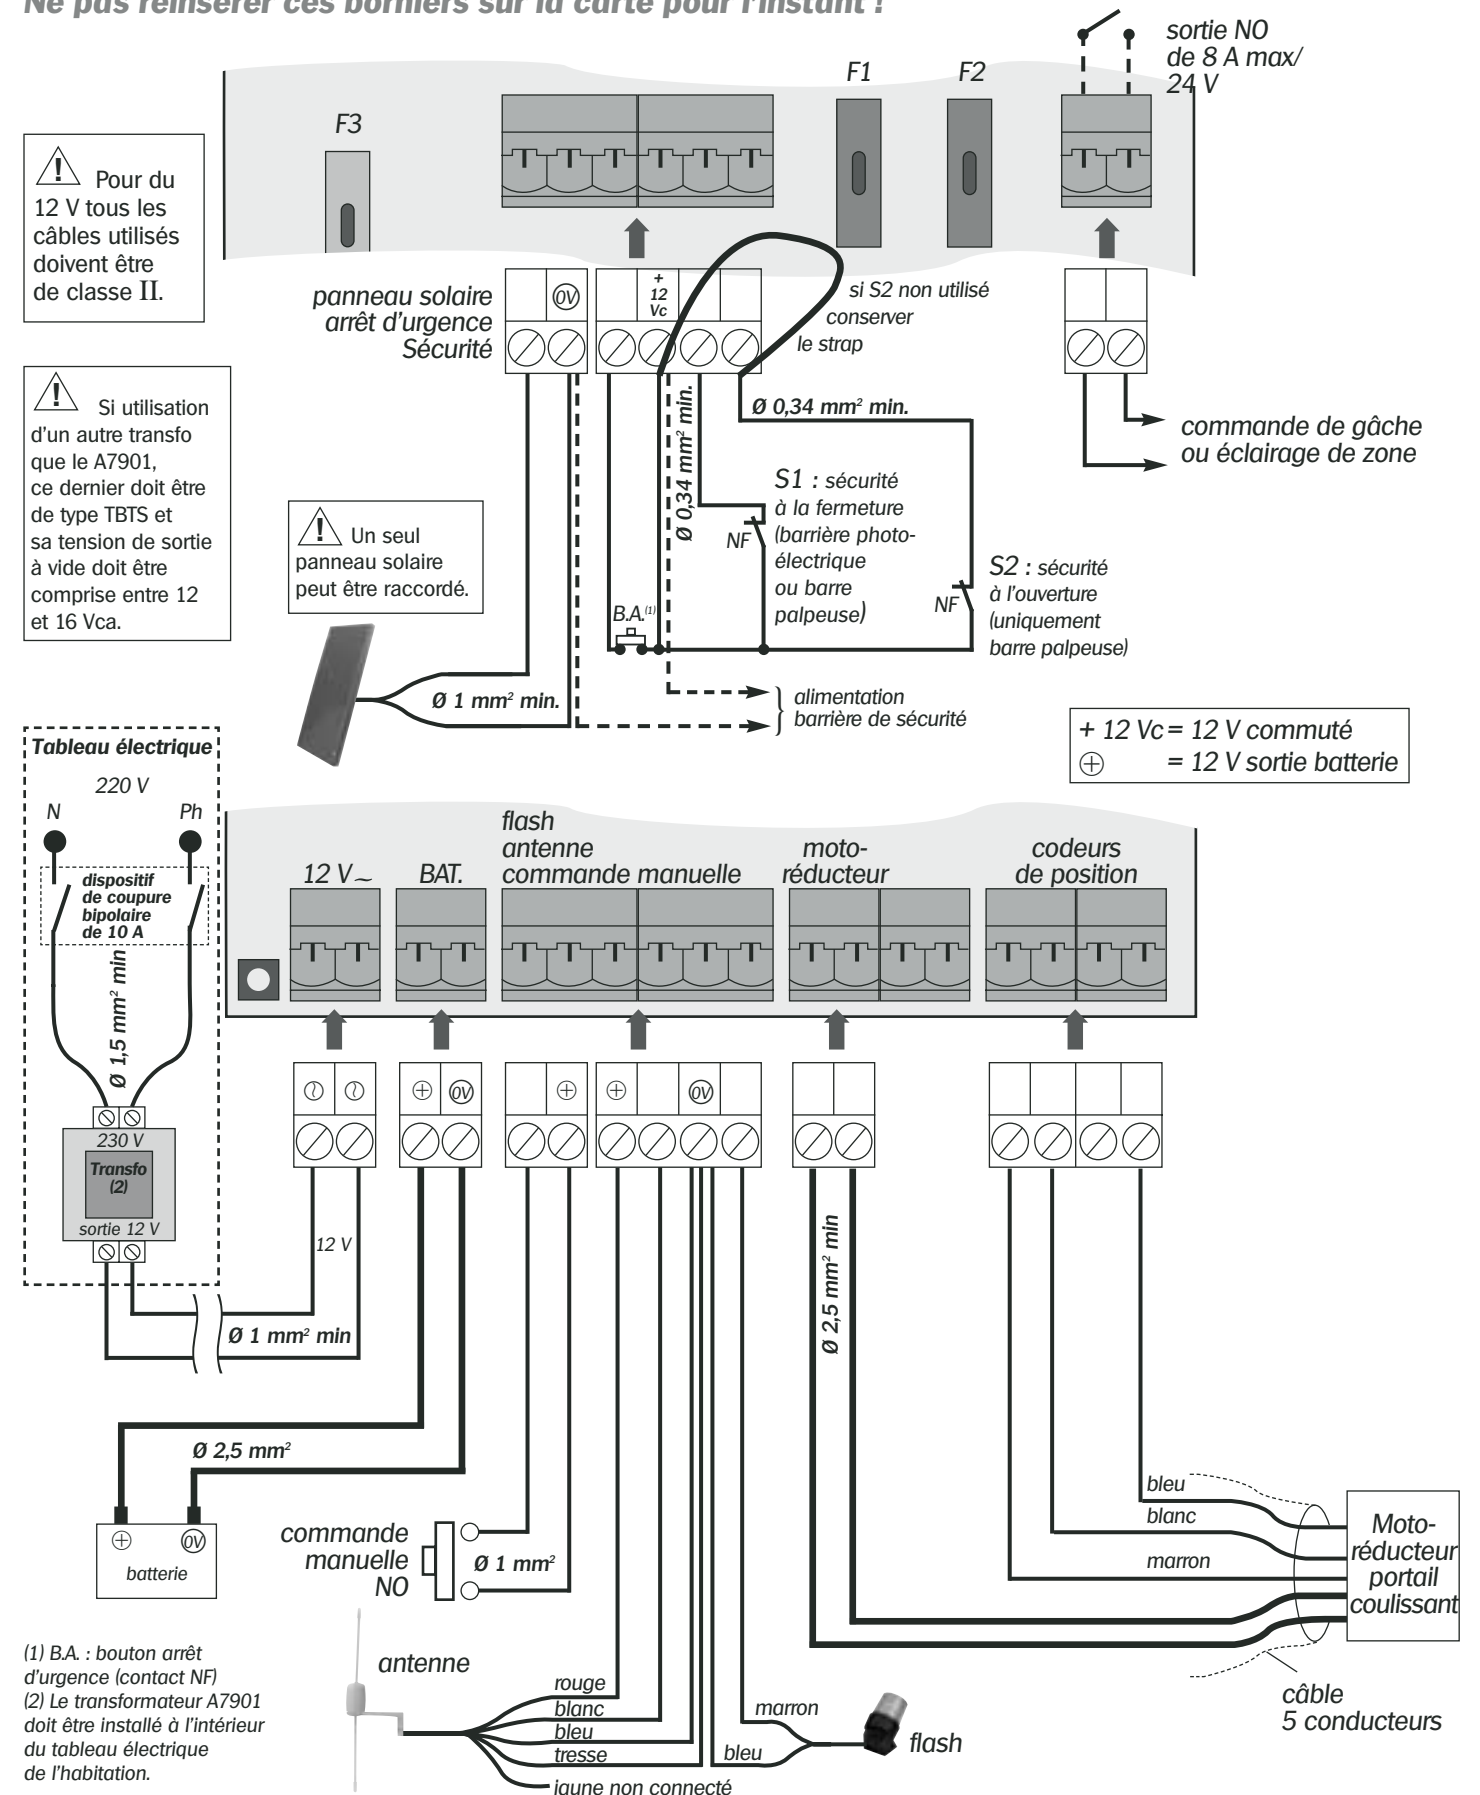 Ne pas réinsérer ces borniers sur la carte pour l'instant !
sortie NO
de 8 A max/
24 V
F1
F2
F3
! Pour du
12 V tous les
câbles utilisés
doivent être
de classe II.
panneau solaire
arrêt d'urgence
Sécurité
0V
+
12
Vc
si S2 non utilisé
conserver
le strap
! Si utilisation
d'un autre transfo
que le A7901,
ce dernier doit être
de type TBTS et
sa tension de sortie
à vide doit être
comprise entre 12
et 16 Vca.
Ø 0,34 mm² min.
Ø 0,34 mm² min.
commande de gâche
ou éclairage de zone
! Un seul
panneau solaire
peut être raccordé.
S1 : sécurité
à la fermeture
(barrière photo-
électrique
ou barre
palpeuse)
NF
S2 : sécurité
à l'ouverture
(uniquement
barre palpeuse)
NF
B.A.(1)
Ø 1 mm² min.
alimentation
barrière de sécurité
+ 12 Vc = 12 V commuté
⊕ = 12 V sortie batterie
Tableau électrique
220 V
N
Ph
dispositif
de coupure
bipolaire
de 10 A
Ø 1,5 mm² min
230 V
Transfo
(2)
sortie 12 V
12 V~
BAT.
flash
antenne
commande manuelle
moto-
réducteur
codeurs
de position
~ ~
⊕ 0V
⊕
⊕ 0V
12 V
Ø 1 mm² min
Ø 2,5 mm² min
Ø 2,5 mm²
⊕ 0V
batterie
commande
manuelle
NO
Ø 1 mm²
bleu
blanc
marron
Moto-
réducteur
portail
coulissant
câble
5 conducteurs
antenne
rouge
blanc
bleu
tresse
jaune non connecté
marron
bleu
flash
(1) B.A. : bouton arrêt
d'urgence (contact NF)
(2) Le transformateur A7901
doit être installé à l'intérieur
du tableau électrique
de l'habitation.